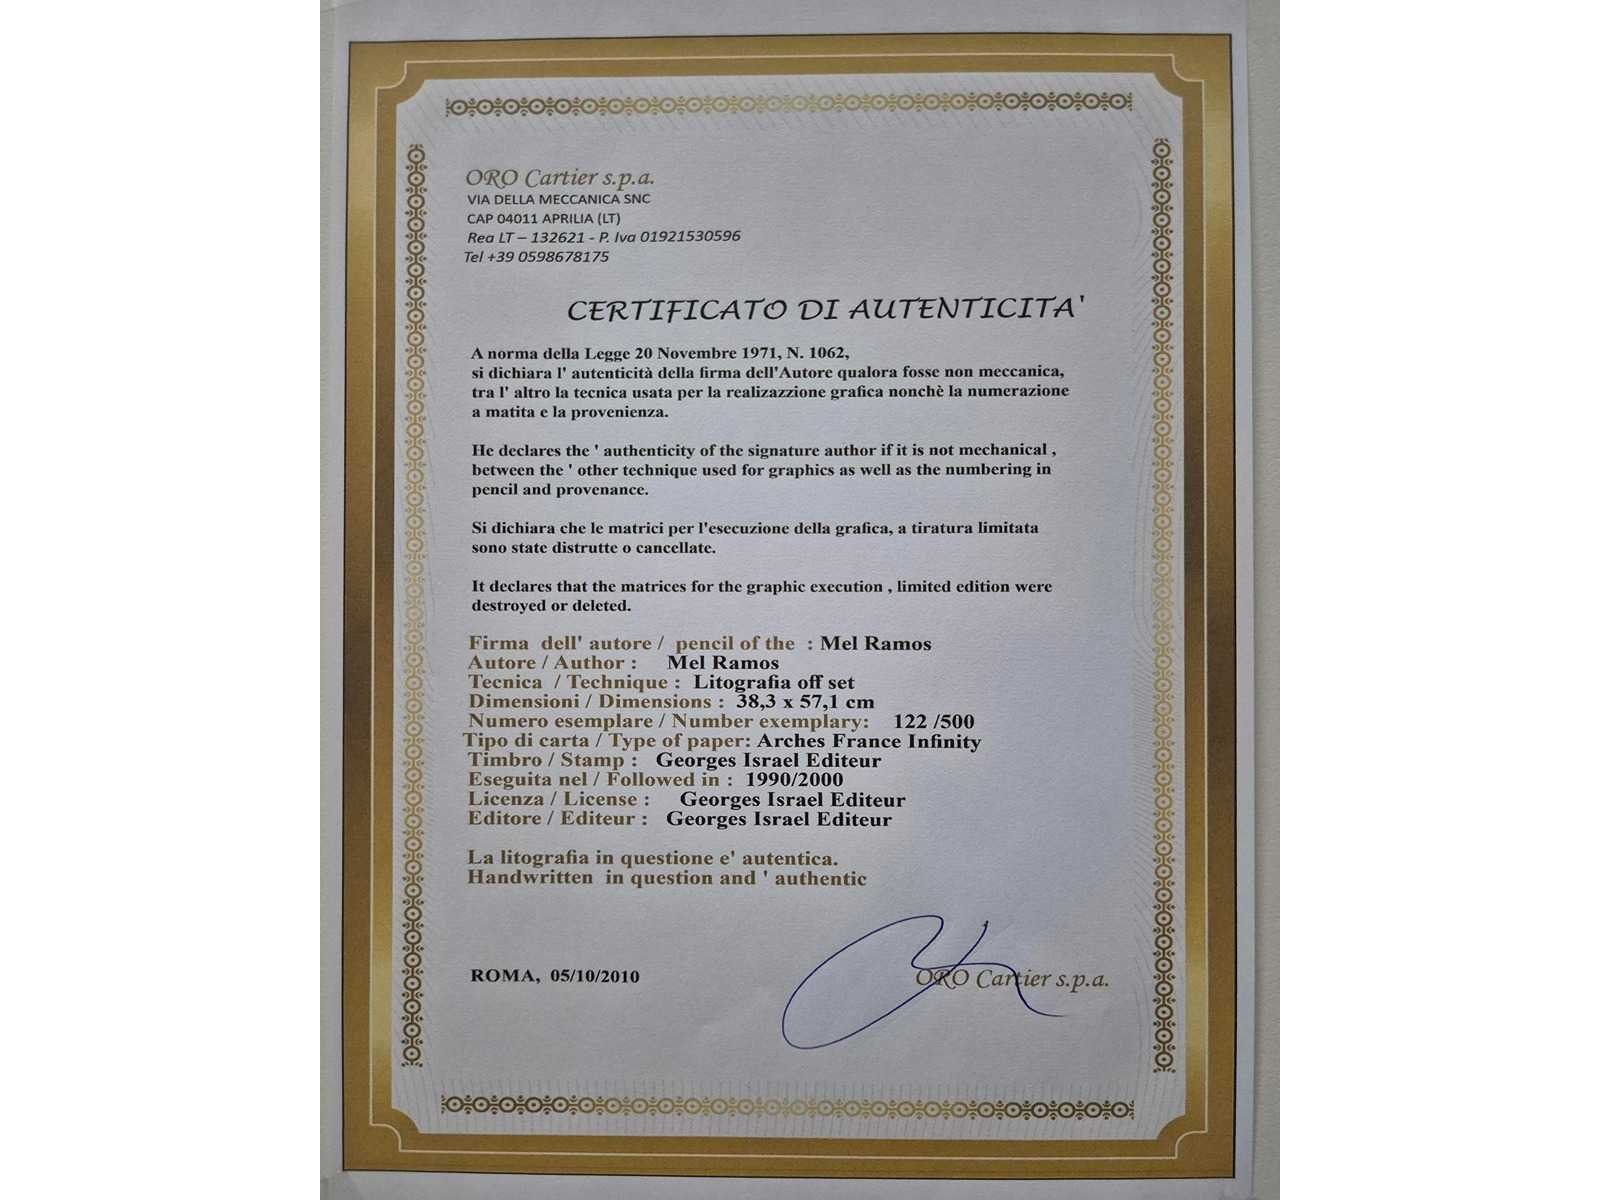 ORO Cartier s.p.a.
VIA DELLA MECCANICA SNC
CAP 04011 APRILIA (LT)
Rea LT – 132621 - P. Iva 01921530596
Tel +39 0598678175
CERTIFICATO DI AUTENTICITA'
A norma della Legge 20 Novembre 1971, N. 1062,
si dichiara l' autenticità della firma dell'Autore qualora fosse non meccanica,
tra l' altro la tecnica usata per la realizazzione grafica nonchè la numerazione
a matita e la provenienza.
He declares the ' authenticity of the signature author if it is not mechanical ,
between the ' other technique used for graphics as well as the numbering in
pencil and provenance.
Si dichiara che le matrici per l'esecuzione della grafica, a tiratura limitata
sono state distrutte o cancellate.
It declares that the matrices for the graphic execution , limited edition were
destroyed or deleted.
Firma dell' autore / pencil of the : Mel Ramos
Autore / Author : Mel Ramos
Tecnica / Technique : Litografia off set
Dimensioni / Dimensions : 38,3 x 57,1 cm
Numero esemplare / Number exemplary: 122 /500
Tipo di carta / Type of paper: Arches France Infinity
Timbro / Stamp : Georges Israel Editeur
Eseguita nel / Followed in : 1990/2000
Licenza / License : Georges Israel Editeur
Editore / Editeur : Georges Israel Editeur
La litografia in questione e' autentica.
Handwritten in question and ' authentic
ROMA, 05/10/2010
ORO Cartier s.p.a.